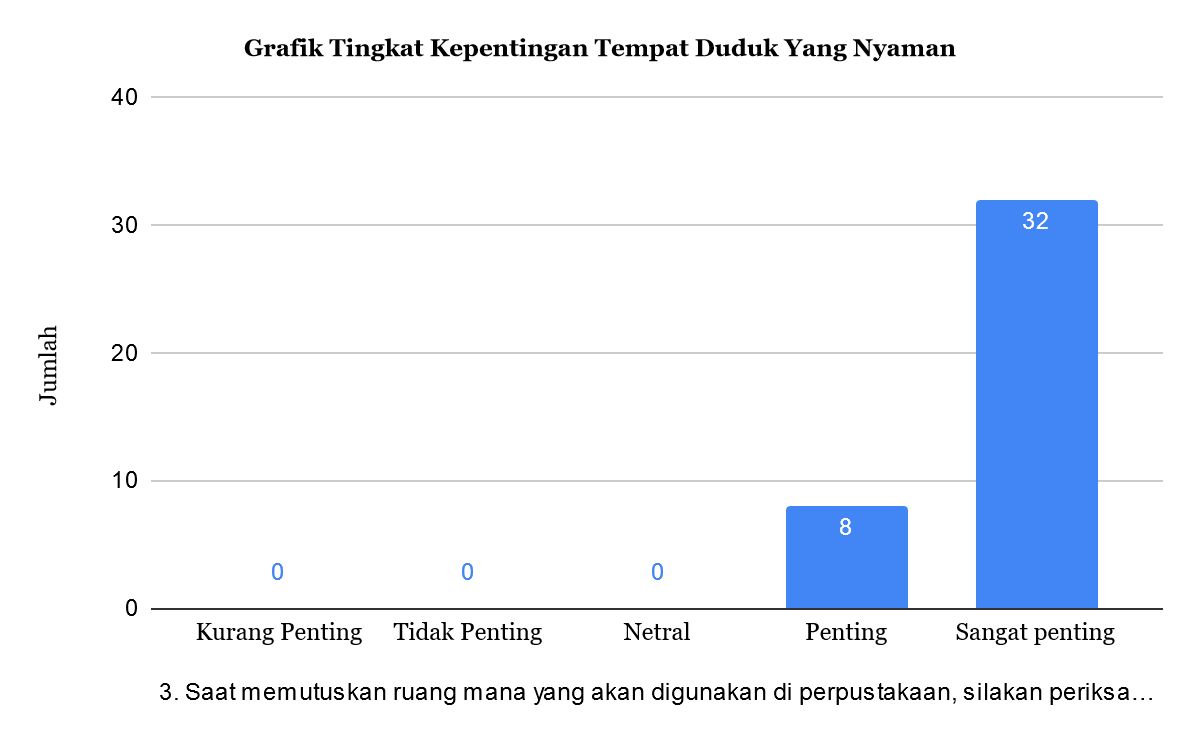 Grafik Tingkat Kepentingan Tempat Duduk Yang Nyaman
40
30
20
10
0
Jumlah
0
0
0
8
32
Kurang Penting
Tidak Penting
Netral
Penting
Sangat penting
3. Saat memutuskan ruang mana yang akan digunakan di perpustakaan, silakan periksa…